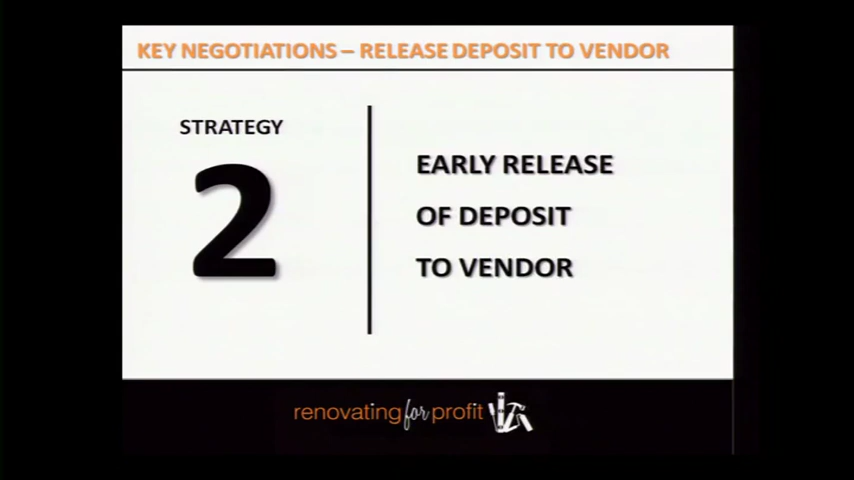 KEY NEGOTIATIONS – RELEASE DEPOSIT TO VENDOR
STRATEGY
2
EARLY RELEASE
OF DEPOSIT
TO VENDOR
renovating for profit